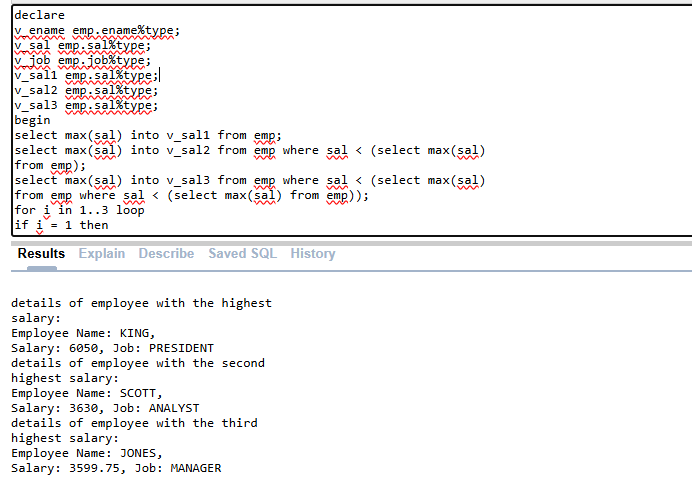 declare
v_ename emp.ename%type;
v_sal emp.sal%type;
v_job emp.job%type;
v_sal1 emp.sal%type;
v_sal2 emp.sal%type;
v_sal3 emp.sal%type;
begin
select max(sal) into v_sal1 from emp;
select max(sal) into v_sal2 from emp where sal < (select max(sal)
from emp);
select max(sal) into v_sal3 from emp where sal < (select max(sal)
from emp where sal < (select max(sal) from emp));
for i in 1..3 loop
if i = 1 then
Results Explain Describe Saved SQL History
details of employee with the highest
salary:
Employee Name: KING,
Salary: 6050, Job: PRESIDENT
details of employee with the second
highest salary:
Employee Name: SCOTT,
Salary: 3630, Job: ANALYST
details of employee with the third
highest salary:
Employee Name: JONES,
Salary: 3599.75, Job: MANAGER